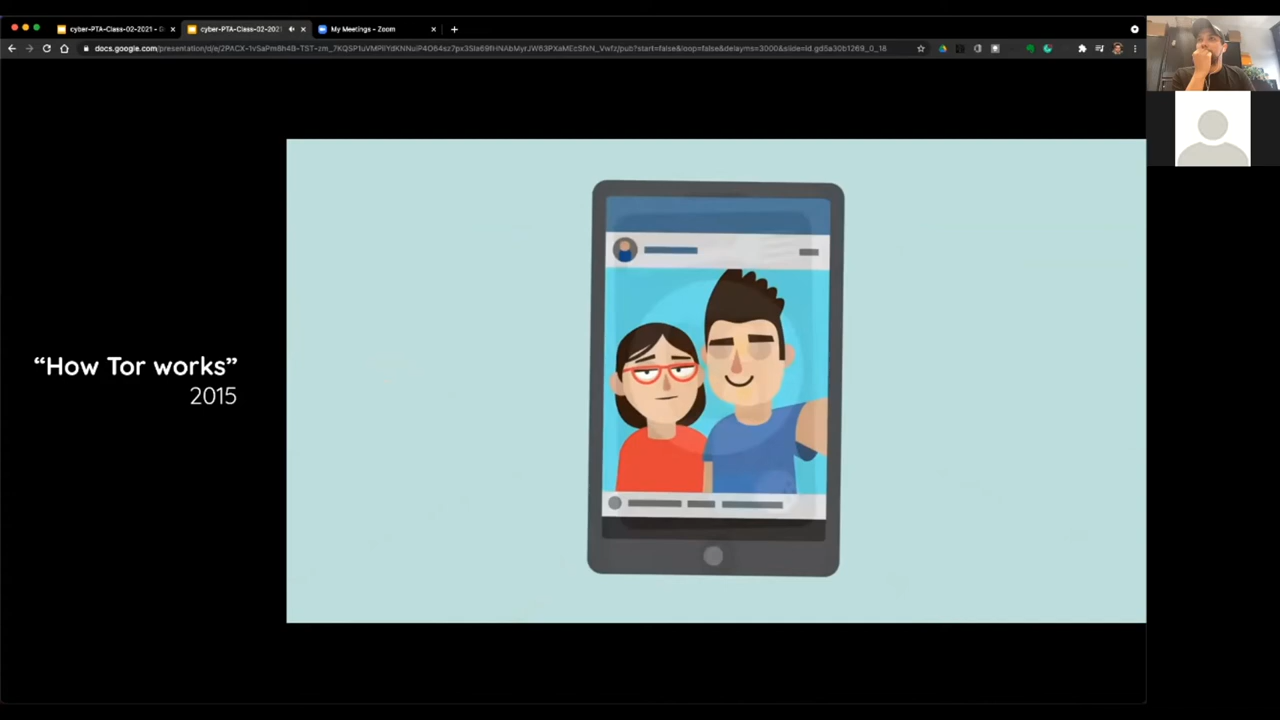 cyber-PTA-Class-02-2021 - 
cyber-PTA-Class-02-2021
My Meetings - Zoom
“How Tor works”
2015